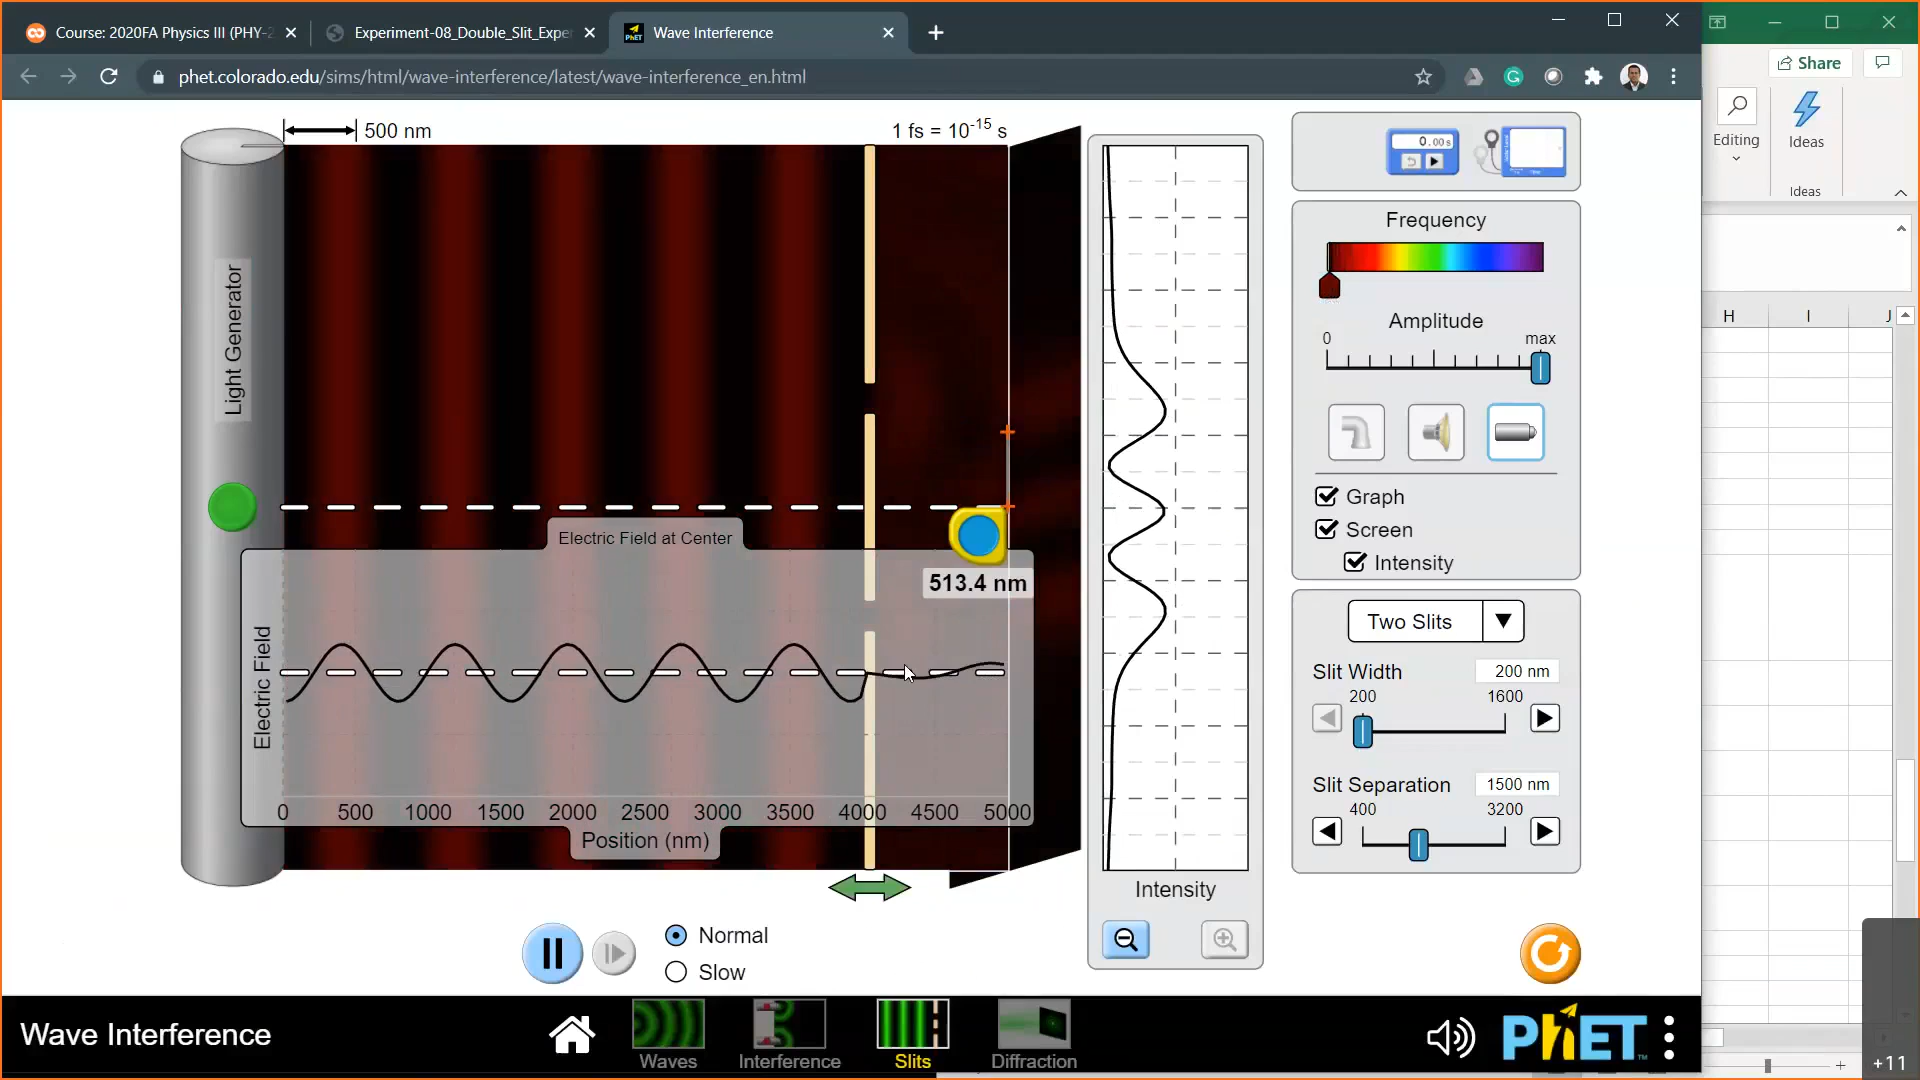 Course: 2020FA Physics III (PHY-2
Experiment-08_Double_Slit_Expe
Wave Interference
phet.colorado.edu/sims/html/wave-interference/latest/wave-interference_en.html
Share
Editing
Ideas
Ideas
H I J
500 nm
1 fs = 10-15 s
Light Generator
Electric Field at Center
513.4 nm
Electric Field
0 500 1000 1500 2000 2500 3000 3500 4000 4500 5000
Position (nm)
Intensity
0.00s
Frequency
Amplitude
0 max
Graph
Screen
Intensity
Two Slits
Slit Width 200 nm
200 1600
Slit Separation 1500 nm
400 3200
Normal
Slow
Wave Interference
Waves
Interference
Slits
Diffraction
PhET
+11